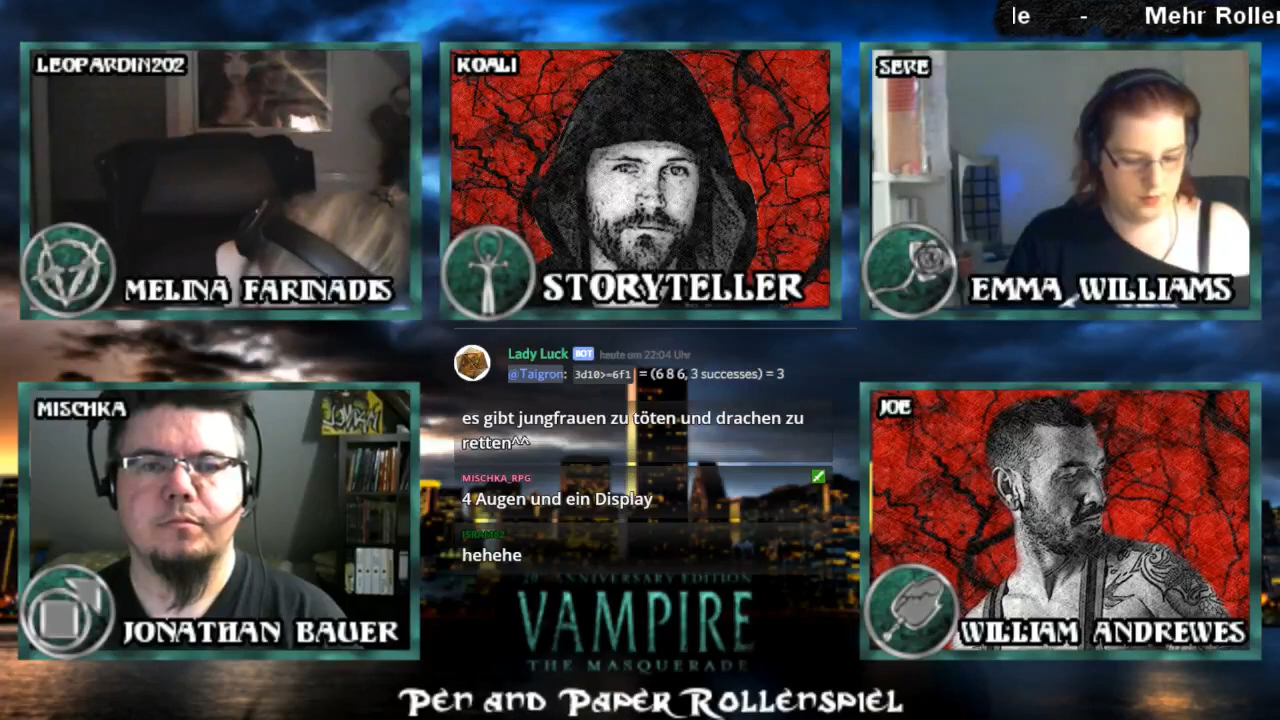 le - Mehr Roller
LEOPARDIN202
KOALI
SERE
MELINA FARINADIS
STORYTELLER
EMMA WILLIAMS
Lady Luck BOT heute um 22:04 Uhr
@Taigron: 3d10>=6f1 = (6 8 6, 3 successes) = 3
MISCHKA
JOE
es gibt jungfrauen zu töten und drachen zu
retten^^
MISCHKA_RPG
4 Augen und ein Display
hehehe
20TH ANNIVERSARY EDITION
VAMPIRE
THE MASQUERADE
JONATHAN BAUER
WILLIAM ANDREWES
PEN AND PAPER ROLLENSPIEL